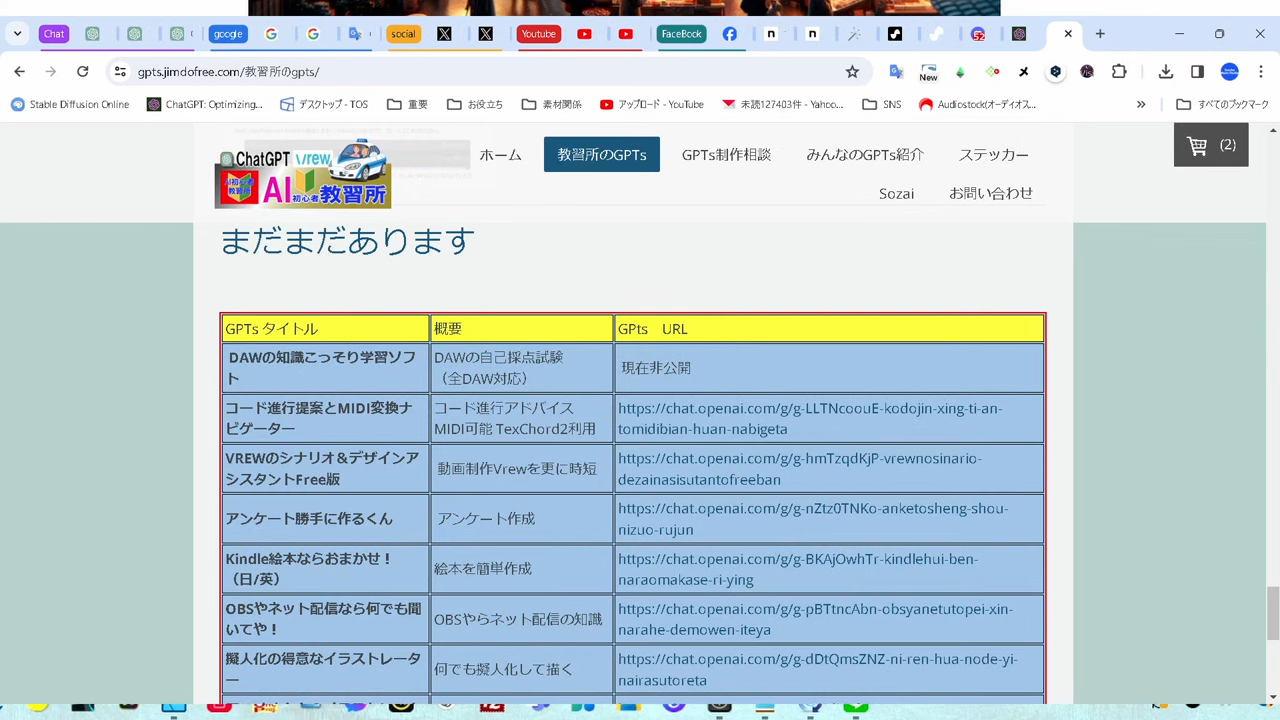 Chat
google
social
Youtube
FaceBock
gpts.jimdofree.com/教習所のgpts/
New
Stable Diffusion Online
ChatGPT: Optimizing...
デスクトップ - TOS
重要
お役立ち
素材関係
アップロード - YouTube
未読127403件 - Yahoo...
SNS
Audiostock(オーディオス...
»
すべてのブックマーク
ChatGPT vrew
AI初心者教習所
AI初心者教習所
ホーム
教習所のGPTs
GPTs制作相談
みんなのGPTs紹介
ステッカー
(2)
Sozai
お問い合わせ
まだまだあります
GPTs タイトル
概要
GPts URL
DAWの知識こっそり学習ソフ
ト
DAWの自己採点試験
（全DAW対応）
現在非公開
コード進行提案とMIDI変換ナ
ビゲーター
コード進行アドバイス
MIDI可能 TexChord2利用
https://chat.openai.com/g/g-LLTNcoouE-kodojin-xing-ti-an-
tomidibian-huan-nabigeta
VREWのシナリオ＆デザインア
シスタントFree版
動画制作Vrewを更に時短
https://chat.openai.com/g/g-hmTzqdKjP-vrewnosinario-
dezainasisutantofreeban
アンケート勝手に作るくん
アンケート作成
https://chat.openai.com/g/g-nZtz0TNKo-anketosheng-shou-
nizuo-rujun
Kindle絵本ならおまかせ！
（日/英）
絵本を簡単作成
https://chat.openai.com/g/g-BKAjOwhTr-kindlehui-ben-
naraomakase-ri-ying
OBSやネット配信なら何でも聞
いてや！
OBSやらネット配信の知識
https://chat.openai.com/g/g-pBTtncAbn-obsyanetutopei-xin-
narahe-demowen-iteya
擬人化の得意なイラストレータ
ー
何でも擬人化して描く
https://chat.openai.com/g/g-dDtQmsZNZ-ni-ren-hua-node-yi-
nairasutoreta